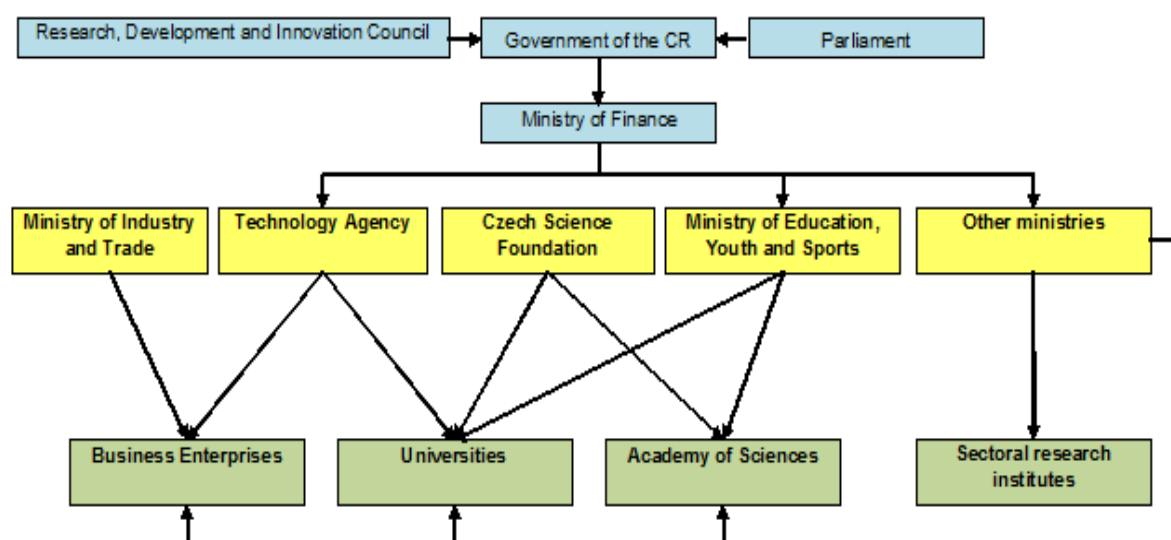 Research, Development and Innovation Council
Government of the CR
Parliament
Ministry of Finance
Ministry of Industry
and Trade
Technology Agency
Czech Science
Foundation
Ministry of Education,
Youth and Sports
Other ministries
Business Enterprises
Universities
Academy of Sciences
Sectoral research
institutes